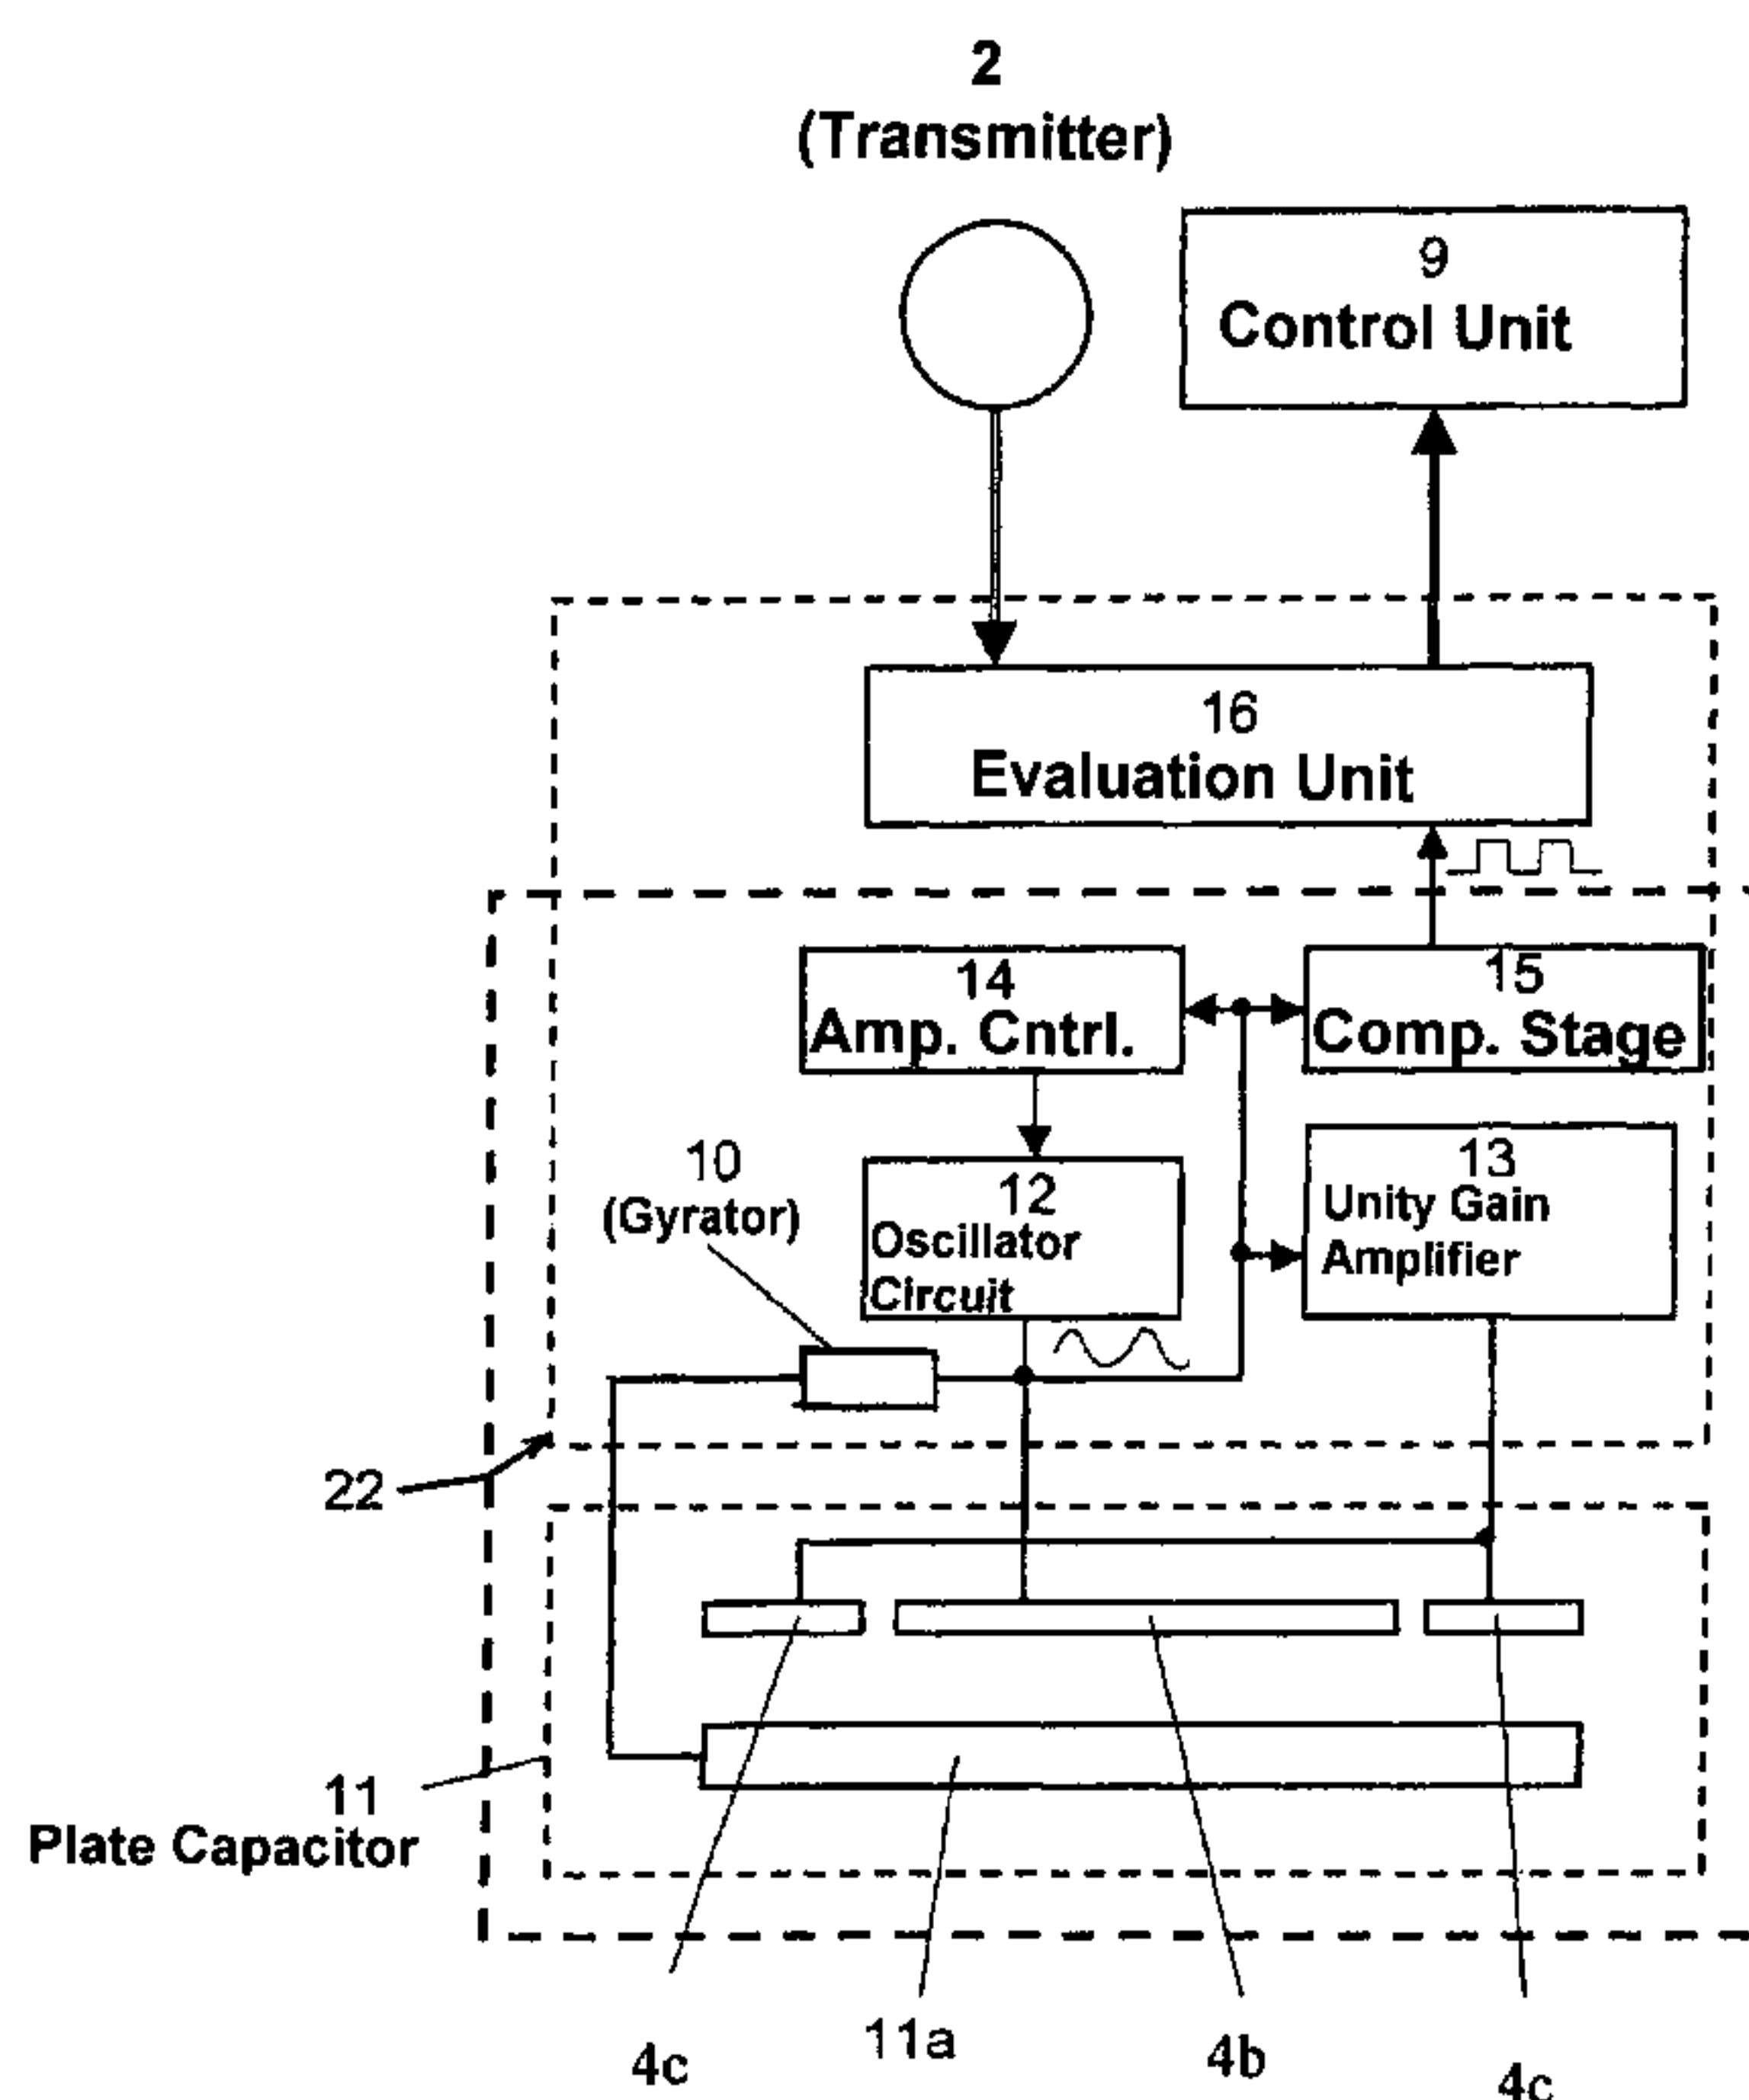 2
(Transmitter)
9
Control Unit
16
Evaluation Unit
14
Amp. Cntrl.
15
Comp. Stage
10
(Gyrator)
12
Oscillator
Circuit
13
Unity Gain
Amplifier
22
11
Plate Capacitor
4c
11a
4b
4c